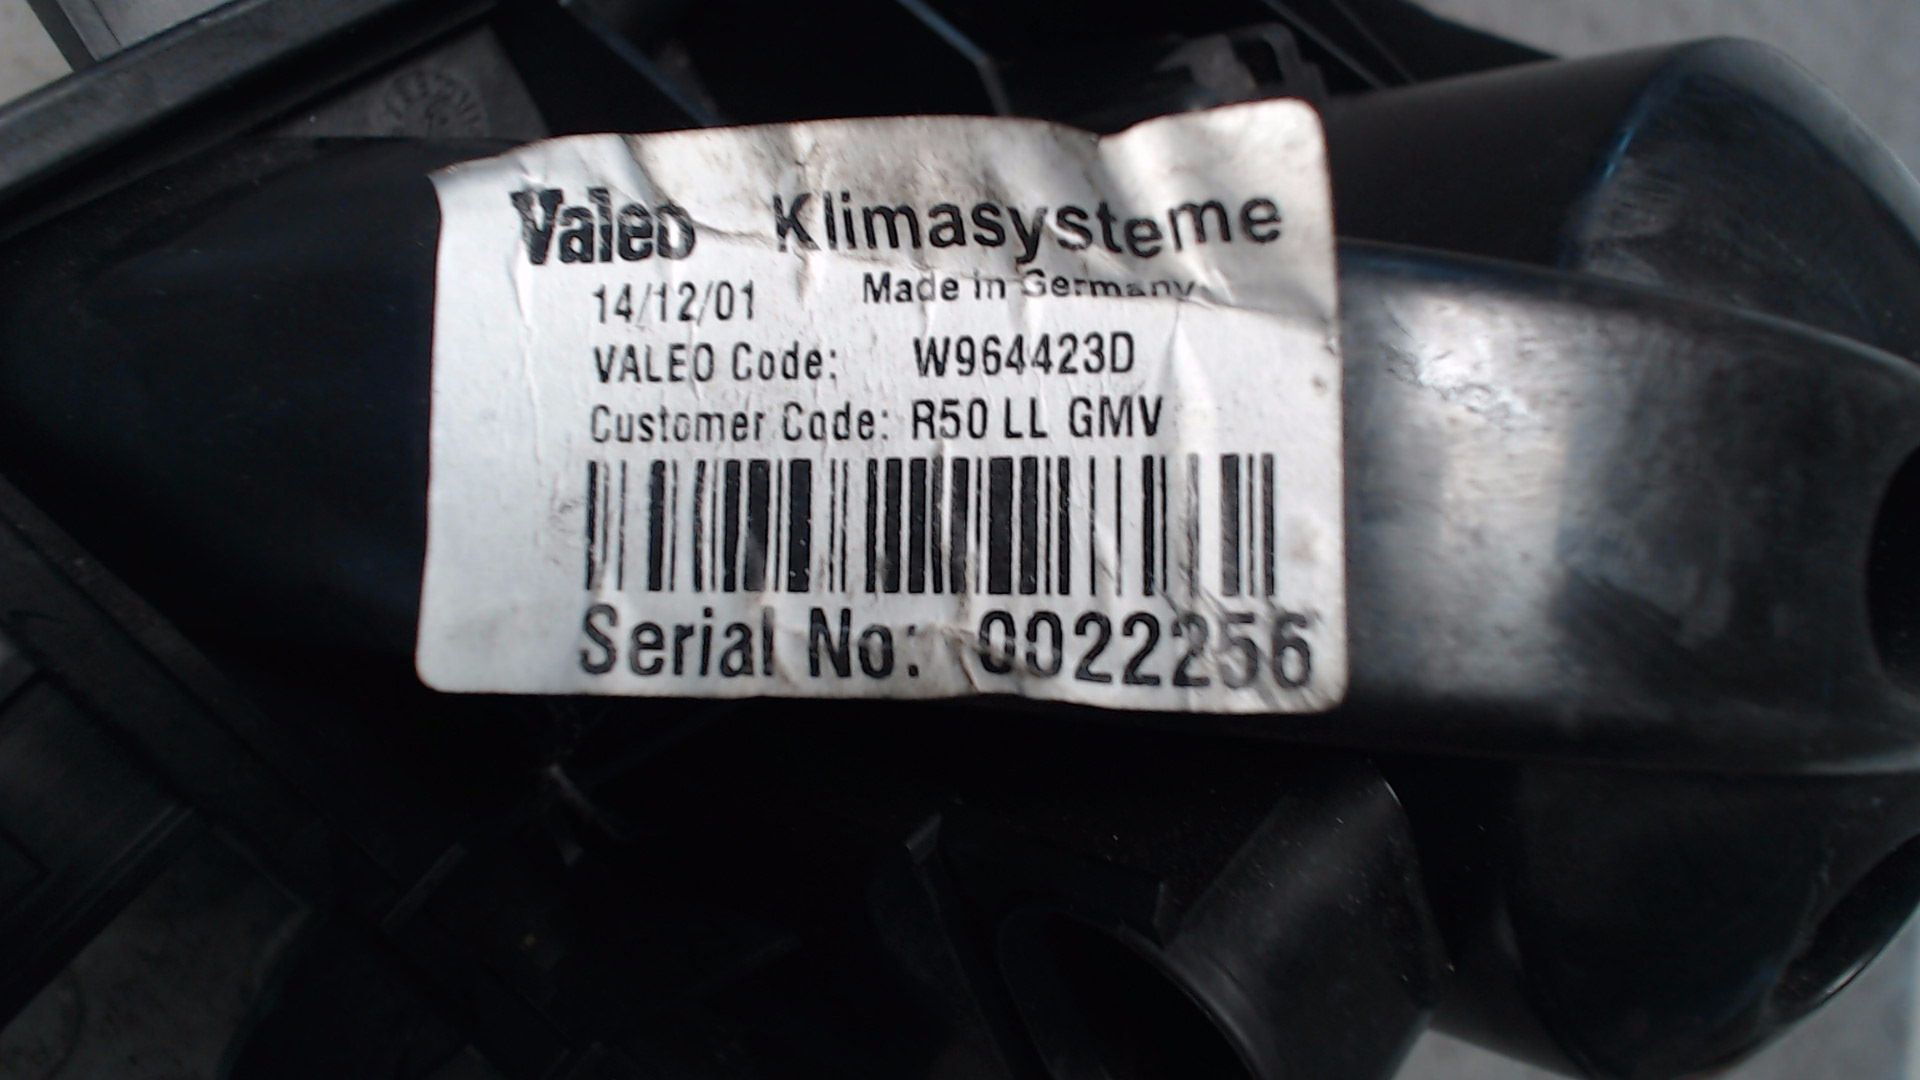 Valeo Klimasysteme
14/12/01 Made in Germany
VALEO Code: W964423D
Customer Code: R50 LL GMV
Serial No: 0022256